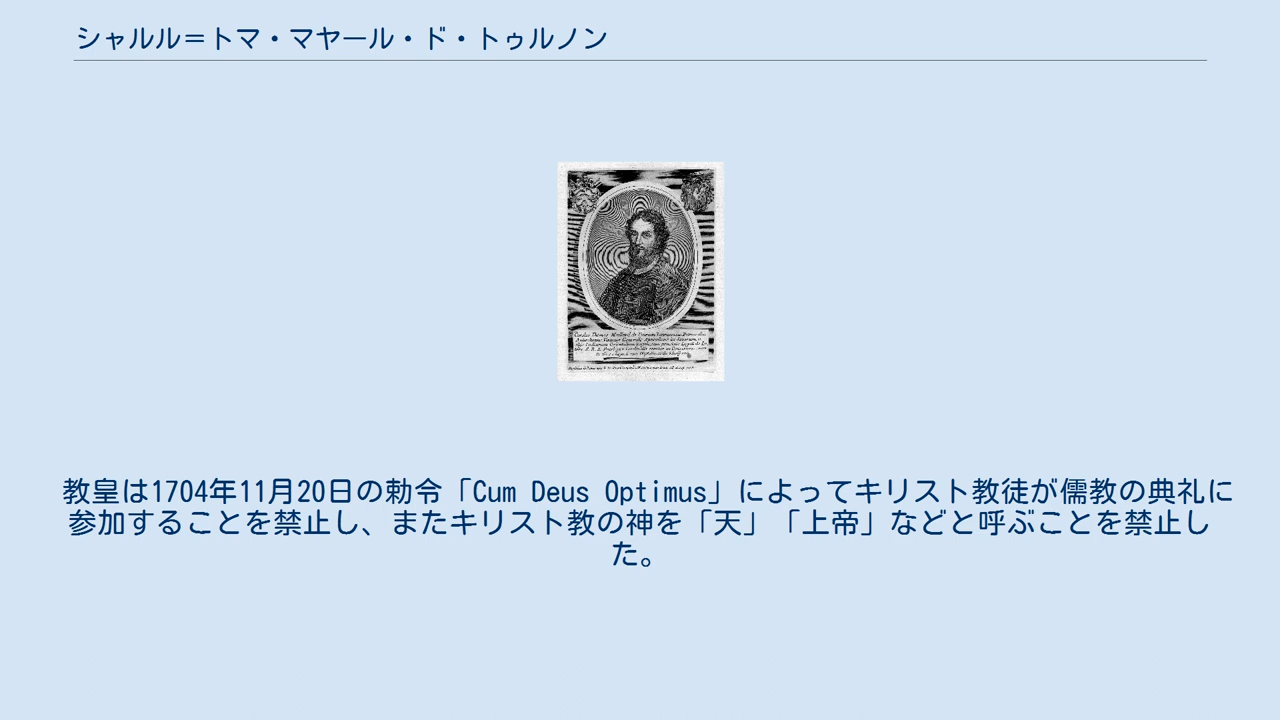 シャルル＝トマ・マヤール・ド・トゥルノン
教皇は1704年11月20日の勅令「Cum Deus Optimus」によってキリスト教徒が儒教の典礼に
参加することを禁止し、またキリスト教の神を「天」「上帝」などと呼ぶことを禁止し
た。